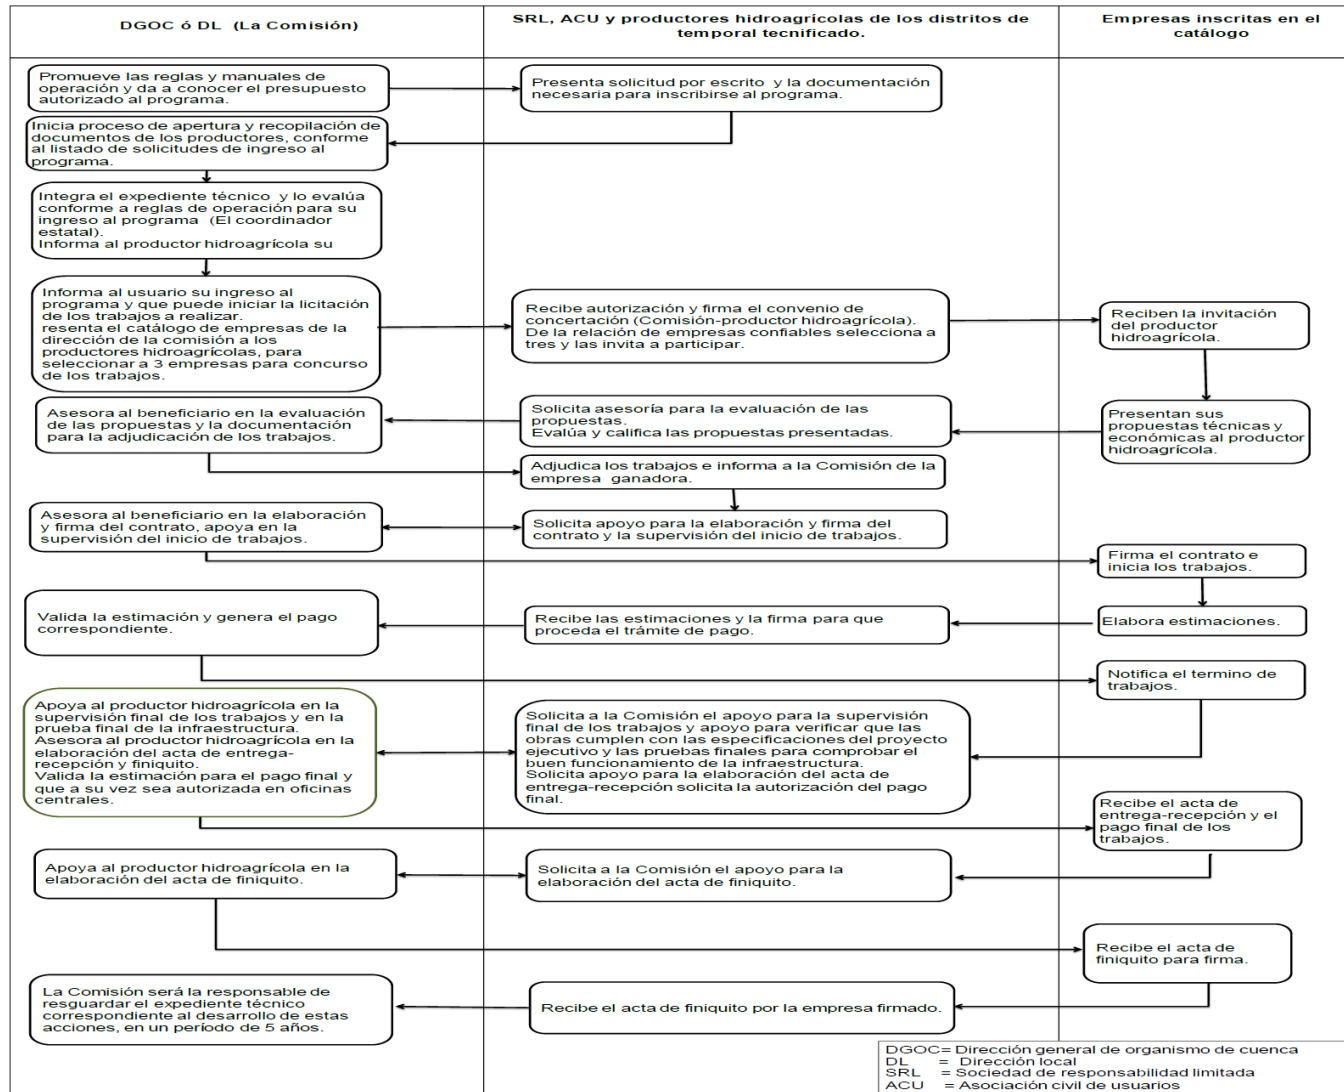 DGOC ó DL  (La Comisión)
SRL, ACU y productores hidroagrícolas de los distritos de
temporal tecnificado.
Empresas inscritas en el
catálogo
Promueve las reglas y manuales de
operación y da a conocer el presupuesto
autorizado al programa.
Presenta solicitud por escrito  y la documentación
necesaria para inscribirse al programa.
Inicia proceso de apertura y recopilación de
documentos de los productores, conforme
al listado de solicitudes de ingreso al
programa.
Integra el expediente técnico  y lo evalúa
conforme a reglas de operación para su
ingreso al programa  (El coordinador
estatal).
Informa al productor hidroagrícola su
Informa al usuario su ingreso al
programa y que puede iniciar la licitación
de los trabajos a realizar.
resenta el catálogo de empresas de la
dirección de la comisión a los
productores hidroagrícolas, para
seleccionar a 3 empresas para concurso
de los trabajos.
Recibe autorización y firma el convenio de
concertación (Comisión-productor hidroagrícola).
De la relación de empresas confiables selecciona a
tres y las invita a participar.
Reciben la invitación
del productor
hidroagrícola.
Asesora al beneficiario en la evaluación
de las propuestas y la documentación
para la adjudicación de los trabajos.
Solicita asesoría para la evaluación de las
propuestas.
Evalúa y califica las propuestas presentadas.
Presentan sus
propuestas técnicas y
económicas al productor
hidroagrícola.
Adjudica los trabajos e informa a la Comisión de la
empresa  ganadora.
Asesora al beneficiario en la elaboración
y firma del contrato, apoya en la
supervisión del inicio de trabajos.
Solicita apoyo para la elaboración y firma del
contrato y la supervisión del inicio de trabajos.
Firma el contrato e
inicia los trabajos.
Valida la estimación y genera el pago
correspondiente.
Recibe las estimaciones y la firma para que
proceda el trámite de pago.
Elabora estimaciones.
Notifica el termino de
trabajos.
Apoya al productor hidroagrícola en la
supervisión final de los trabajos y en la
prueba final de la infraestructura.
Asesora al productor hidroagrícola en la
elaboración del acta de entrega-
recepción y finiquito.
Valida la estimación para el pago final y
que a su vez sea autorizada en oficinas
centrales.
Solicita a la Comisión el apoyo para la supervisión
final de los trabajos y apoyo para verificar que las
obras cumplen con las especificaciones del proyecto
ejecutivo y las pruebas finales para comprobar el
buen funcionamiento de la infraestructura.
Solicita apoyo para la elaboración del acta de
entrega-recepción solicita la autorización del pago
final.
Recibe el acta de
entrega-recepción y el
pago final de los
trabajos.
Apoya al productor hidroagrícola en la
elaboración del acta de finiquito.
Solicita a la Comisión el apoyo para la
elaboración del acta de finiquito.
Recibe el acta de
finiquito para firma.
La Comisión será la responsable de
resguardar el expediente técnico
correspondiente al desarrollo de estas
acciones, en un período de 5 años.
Recibe el acta de finiquito por la empresa firmado.
DGOC= Dirección general de organismo de cuenca
DL     =  Dirección local
SRL   = Sociedad de responsabilidad limitada
ACU   = Asociación civil de usuarios